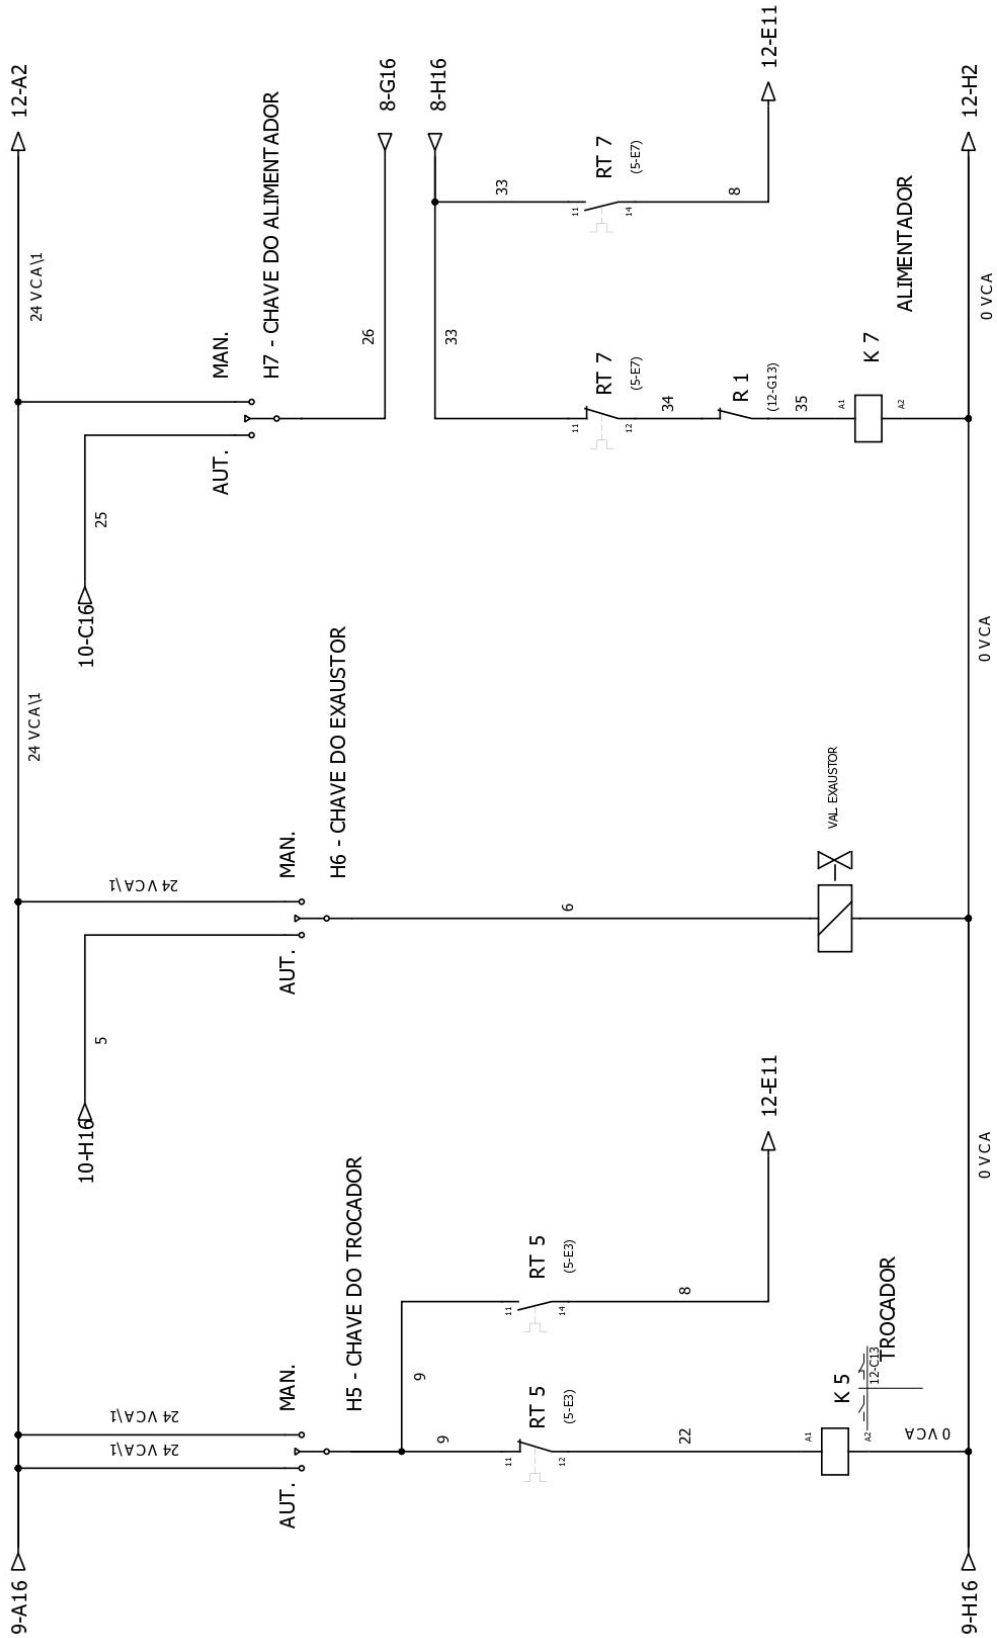 9-A16
24 VCA\1
24 VCA\1
12-A2
24 VCA\1
24 VCA\1
AUT.
MAN.
H5 - CHAVE DO TROCADOR
9
9
11
12
RT 5
(5-E3)
11
14
RT 5
(5-E3)
22
8
12-E11
A1
A2
K 5
12-C13
TROCADOR
0 VCA
9-H16
0 VCA
10-H16
5
24 VCA\1
AUT.
MAN.
H6 - CHAVE DO EXAUSTOR
6
VAL. EXAUSTOR
0 VCA
10-C16
25
AUT.
MAN.
H7 - CHAVE DO ALIMENTADOR
26
8-G16
33
33
8-H16
11
12
RT 7
(5-E7)
11
14
RT 7
(5-E7)
34
8
12-E11
R 1
(12-G13)
35
A1
A2
K 7
ALIMENTADOR
0 VCA
12-H2